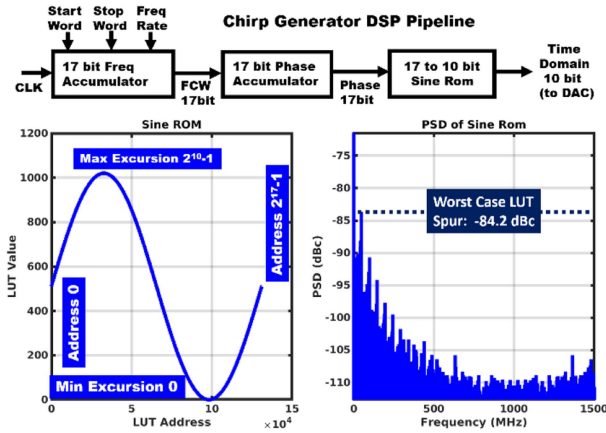 Chirp Generator DSP Pipeline
Start
Word
Stop
Word
Freq
Rate
CLK
17 bit Freq
Accumulator
FCW
17bit
17 bit Phase
Accumulator
Phase
17bit
17 to 10 bit
Sine Rom
Time
Domain
10 bit
(to DAC)
Sine ROM
1200
1000
800
600
400
200
0
LUT Value
Max Excursion 2¹⁰-1
Address 0
Address 2¹⁷-1
Min Excursion 0
0
5
10
15
×10⁴
LUT Address
PSD of Sine Rom
-75
-80
-85
-90
-95
-100
-105
-110
PSD (dBc)
Worst Case LUT
Spur: -84.2 dBc
0
500
1000
1500
Frequency (MHz)